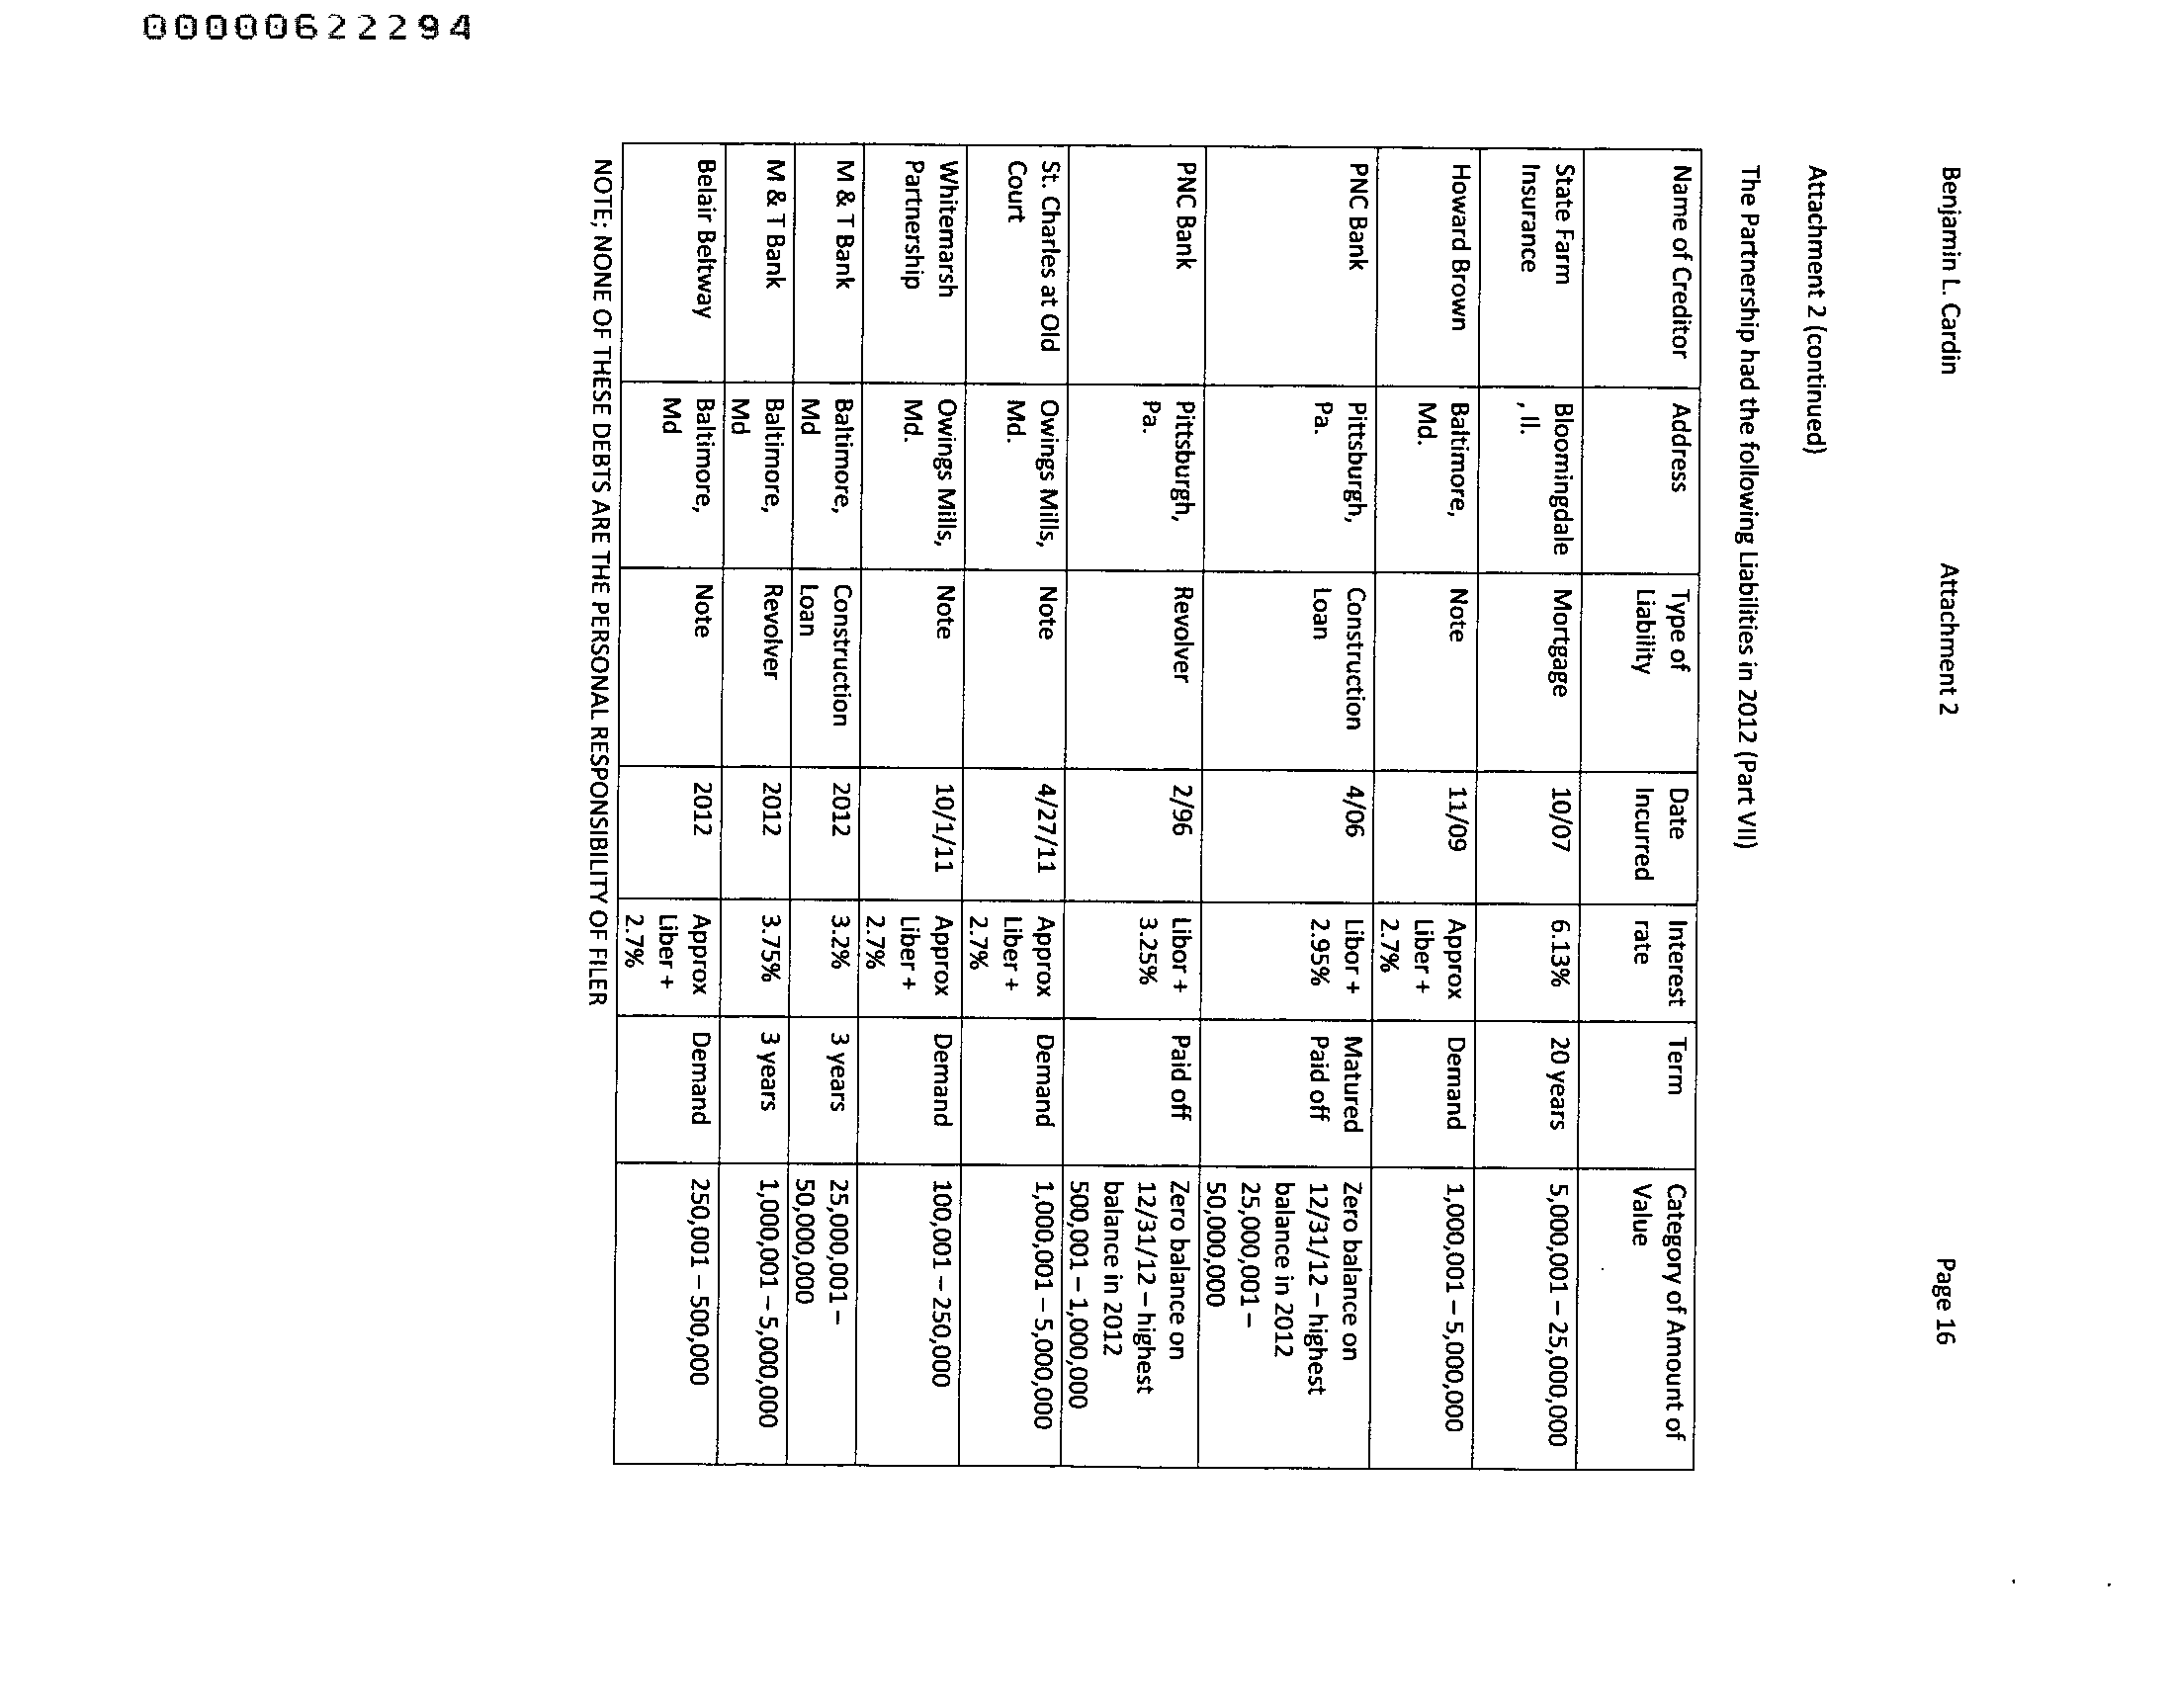 00000622294
Benjamin L. Cardin Attachment 2 Page 16
Attachment 2 (continued)
The Partnership had the following Liabilities in 2012 (Part VII)
Name of Creditor Address Type of Liabiity Date Incurred Interest rate Term Category of Amount of Value
State Farm Insurance Bloomingdale , Il. Mortgage 10/07 6.13% 20 years 5,000,001 – 25,000,000
Howard Brown Baltimore, Md. Note 11/09 Approx Liber + 2.7% Demand 1,000,001 – 5,000,000
PNC Bank Pittsburgh, Pa. Construction Loan 4/06 Libor + 2.95% Matured Paid off Zero balance on 12/31/12 – highest balance in 2012 25,000,001 – 50,000,000
PNC Bank Pittsburgh, Pa. Revolver 2/96 Libor + 3.25% Paid off Zero balance on 12/31/12 – highest balance in 2012 500,001 – 1,000,000
St. Charles at Old Court Owings Mills, Md. Note 4/27/11 Approx Liber + 2.7% Demand 1,000,001 – 5,000,000
Whitemarsh Partnership Owings Mills, Md. Note 10/1/11 Approx Liber + 2.7% Demand 100,001 – 250,000
M & T Bank Baltimore, Md Construction Loan 2012 3.2% 3 years 25,000,001 – 50,000,000
M & T Bank Baltimore, Md Revolver 2012 3.75% 3 years 1,000,001 – 5,000,000
Belair Beltway Baltimore, Md Note 2012 Approx Liber + 2.7% Demand 250,001 – 500,000
NOTE; NONE OF THESE DEBTS ARE THE PERSONAL RESPONSIBILITY OF FILER